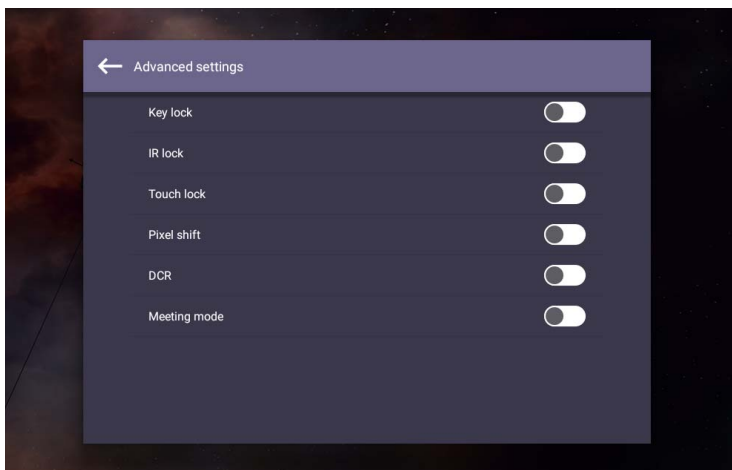 Advanced settings
Key lock
IR lock
Touch lock
Pixel shift
DCR
Meeting mode